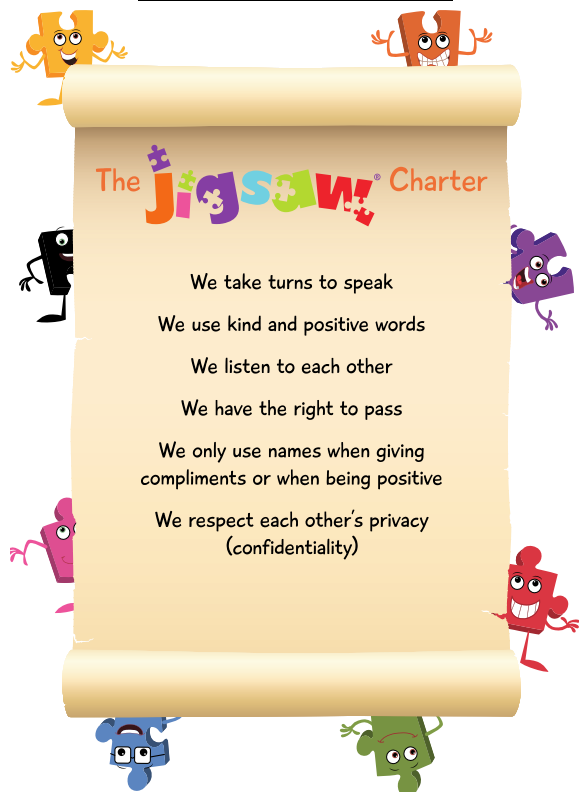 The Jigsaw!® Charter
We take turns to speak
We use kind and positive words
We listen to each other
We have the right to pass
We only use names when giving
compliments or when being positive
We respect each other's privacy
(confidentiality)